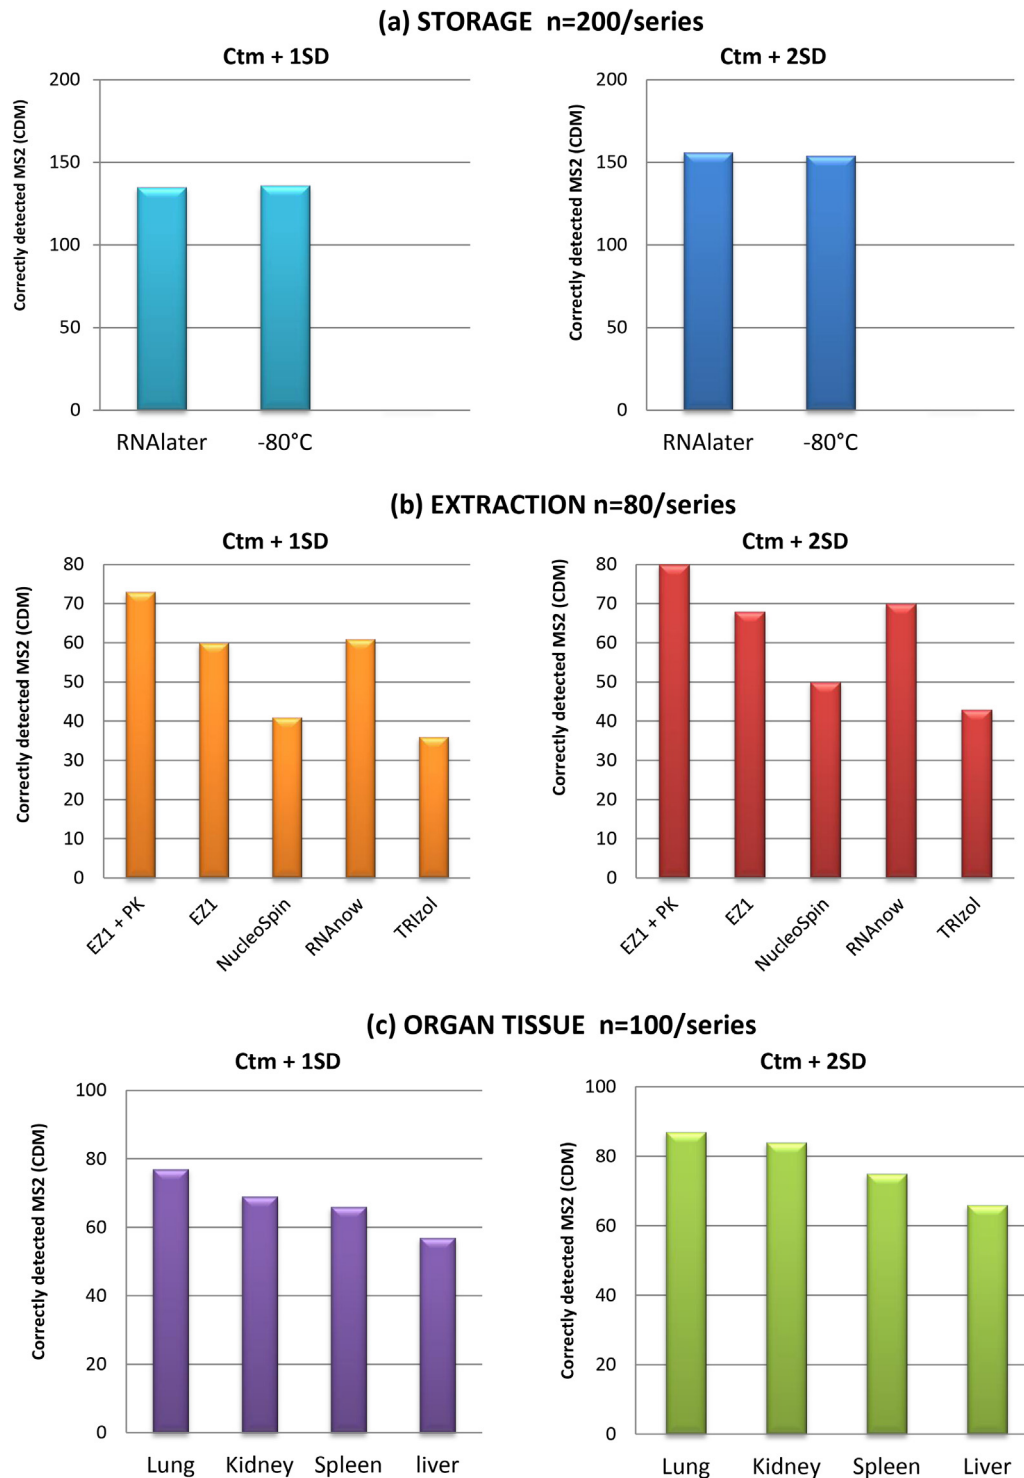 (a) STORAGE n=200/series
Ctm + 1SD
Correctly detected MS2 (CDM)
200
150
100
50
0
RNAlater
-80°C
Ctm + 2SD
Correctly detected MS2 (CDM)
200
150
100
50
0
RNAlater
-80°C
(b) EXTRACTION n=80/series
Ctm + 1SD
Correctly detected MS2 (CDM)
80
70
60
50
40
30
20
10
0
EZ1 + PK
EZ1
NucleoSpin
RNAnow
TRIzol
Ctm + 2SD
Correctly detected MS2 (CDM)
80
70
60
50
40
30
20
10
0
EZ1 + PK
EZ1
NucleoSpin
RNAnow
TRIzol
(c) ORGAN TISSUE n=100/series
Ctm + 1SD
Correctly detected MS2 (CDM)
100
80
60
40
20
0
Lung
Kidney
Spleen
liver
Ctm + 2SD
Correctly detected MS2 (CDM)
100
80
60
40
20
0
Lung
Kidney
Spleen
Liver